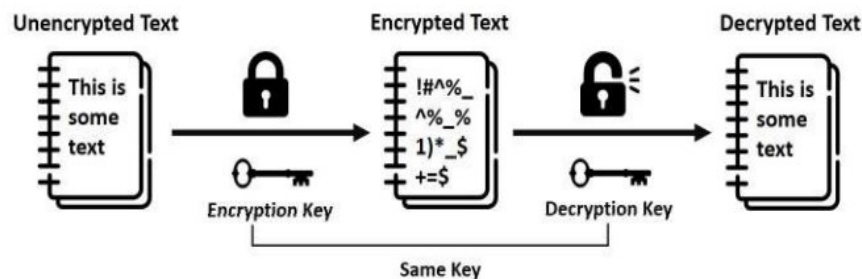 Unencrypted Text
Encrypted Text
Decrypted Text
This is
some
text
!#^%_
^%_%
1)*_$
+=$
This is
some
text
Encryption Key
Decryption Key
Same Key